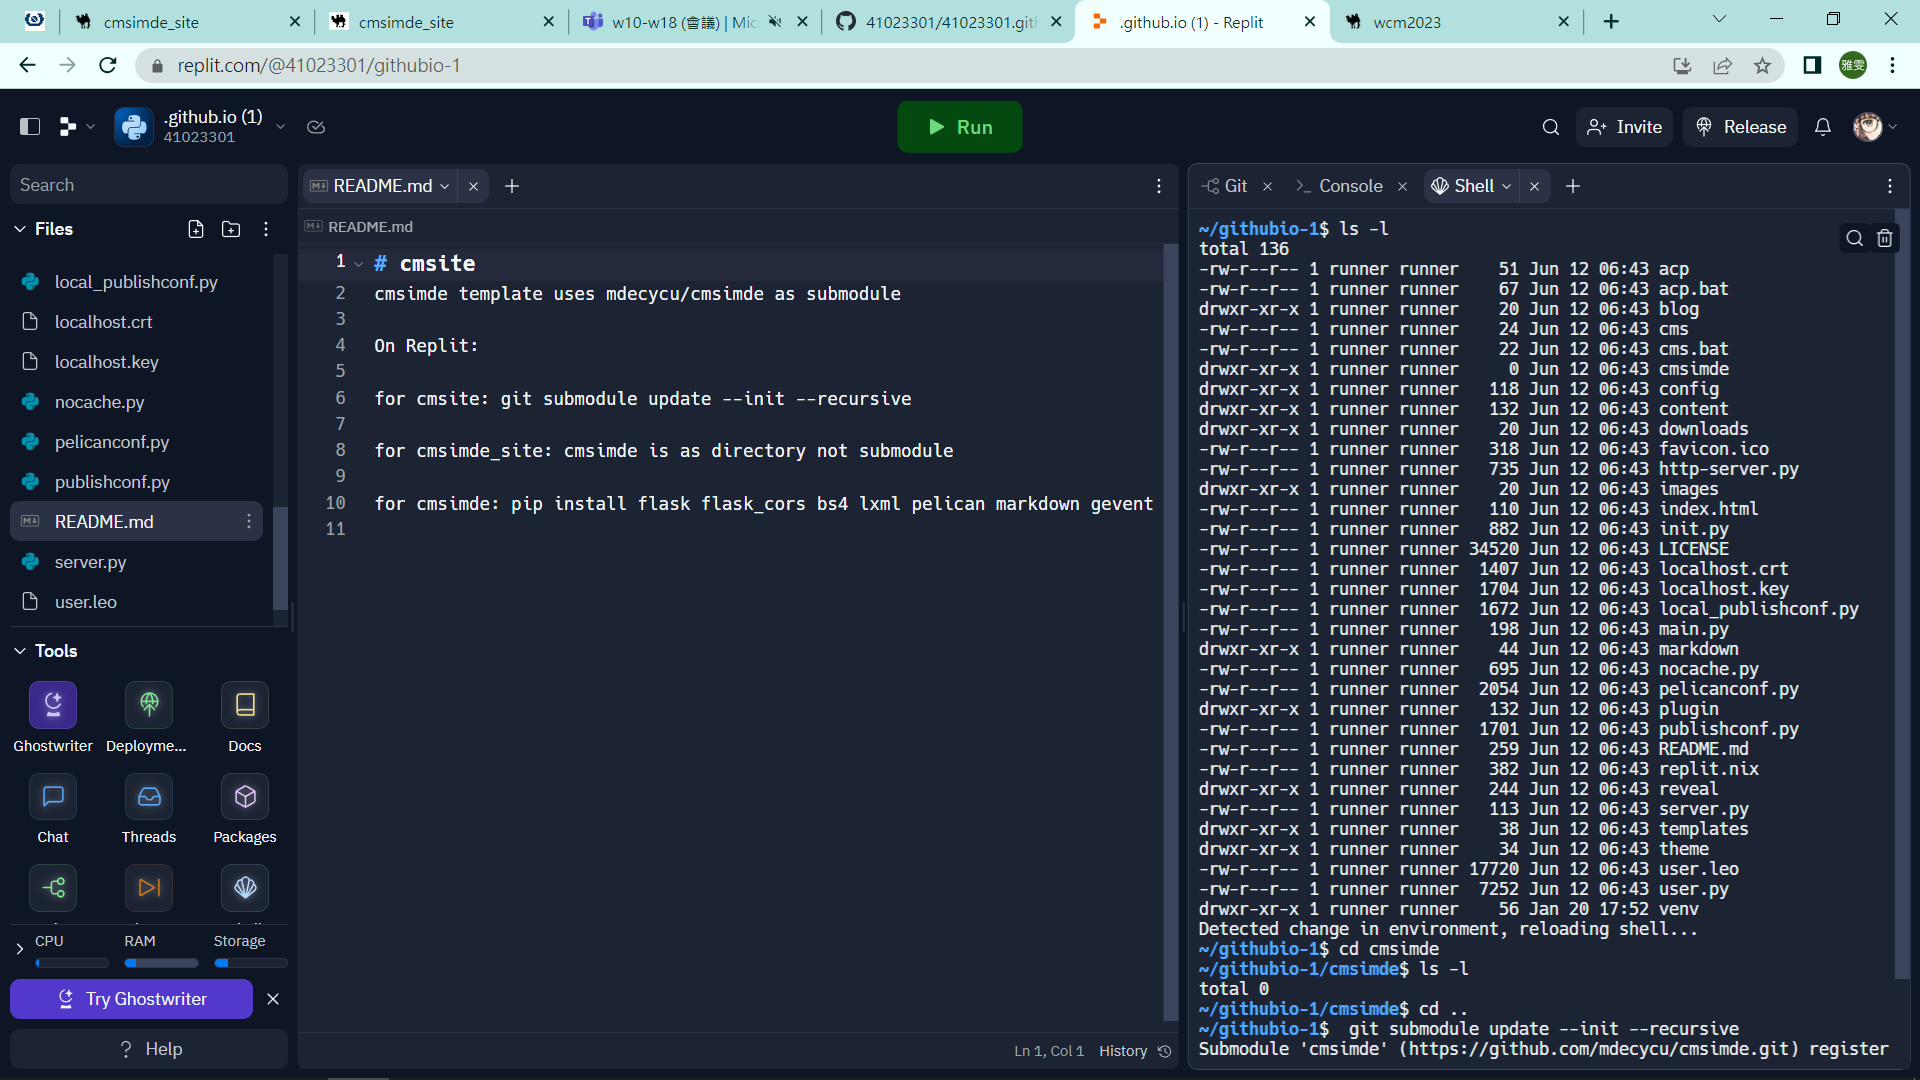 cmsimde_site
cmsimde_site
w10-w18 (會議) | Mic
41023301/41023301.gith
.github.io (1) - Replit
wcm2023
replit.com/@41023301/githubio-1
雅雯
.github.io (1)
41023301
Run
Invite
Release
Search
Files
local_publishconf.py
localhost.crt
localhost.key
nocache.py
pelicanconf.py
publishconf.py
README.md
server.py
user.leo
Tools
Ghostwriter
Deployme...
Docs
Chat
Threads
Packages
CPU
RAM
Storage
Try Ghostwriter
? Help
README.md
README.md
1 # cmsite
2 cmsimde template uses mdecycu/cmsimde as submodule
3
4 On Replit:
5
6 for cmsite: git submodule update --init --recursive
7
8 for cmsimde_site: cmsimde is as directory not submodule
9
10 for cmsimde: pip install flask flask_cors bs4 lxml pelican markdown gevent
11
Ln 1, Col 1 History
Git
Console
Shell
~/githubio-1$ ls -l
total 136
-rw-r--r-- 1 runner runner 51 Jun 12 06:43 acp
-rw-r--r-- 1 runner runner 67 Jun 12 06:43 acp.bat
drwxr-xr-x 1 runner runner 20 Jun 12 06:43 blog
-rw-r--r-- 1 runner runner 24 Jun 12 06:43 cms
-rw-r--r-- 1 runner runner 22 Jun 12 06:43 cms.bat
drwxr-xr-x 1 runner runner 0 Jun 12 06:43 cmsimde
drwxr-xr-x 1 runner runner 118 Jun 12 06:43 config
drwxr-xr-x 1 runner runner 132 Jun 12 06:43 content
drwxr-xr-x 1 runner runner 20 Jun 12 06:43 downloads
-rw-r--r-- 1 runner runner 318 Jun 12 06:43 favicon.ico
-rw-r--r-- 1 runner runner 735 Jun 12 06:43 http-server.py
drwxr-xr-x 1 runner runner 20 Jun 12 06:43 images
-rw-r--r-- 1 runner runner 110 Jun 12 06:43 index.html
-rw-r--r-- 1 runner runner 882 Jun 12 06:43 init.py
-rw-r--r-- 1 runner runner 34520 Jun 12 06:43 LICENSE
-rw-r--r-- 1 runner runner 1407 Jun 12 06:43 localhost.crt
-rw-r--r-- 1 runner runner 1704 Jun 12 06:43 localhost.key
-rw-r--r-- 1 runner runner 1672 Jun 12 06:43 local_publishconf.py
-rw-r--r-- 1 runner runner 198 Jun 12 06:43 main.py
drwxr-xr-x 1 runner runner 44 Jun 12 06:43 markdown
-rw-r--r-- 1 runner runner 695 Jun 12 06:43 nocache.py
-rw-r--r-- 1 runner runner 2054 Jun 12 06:43 pelicanconf.py
drwxr-xr-x 1 runner runner 132 Jun 12 06:43 plugin
-rw-r--r-- 1 runner runner 1701 Jun 12 06:43 publishconf.py
-rw-r--r-- 1 runner runner 259 Jun 12 06:43 README.md
-rw-r--r-- 1 runner runner 382 Jun 12 06:43 replit.nix
drwxr-xr-x 1 runner runner 244 Jun 12 06:43 reveal
-rw-r--r-- 1 runner runner 113 Jun 12 06:43 server.py
drwxr-xr-x 1 runner runner 38 Jun 12 06:43 templates
drwxr-xr-x 1 runner runner 34 Jun 12 06:43 theme
-rw-r--r-- 1 runner runner 17720 Jun 12 06:43 user.leo
-rw-r--r-- 1 runner runner 7252 Jun 12 06:43 user.py
drwxr-xr-x 1 runner runner 56 Jan 20 17:52 venv
Detected change in environment, reloading shell...
~/githubio-1$ cd cmsimde
~/githubio-1/cmsimde$ ls -l
total 0
~/githubio-1/cmsimde$ cd ..
~/githubio-1$ git submodule update --init --recursive
Submodule 'cmsimde' (https://github.com/mdecycu/cmsimde.git) register